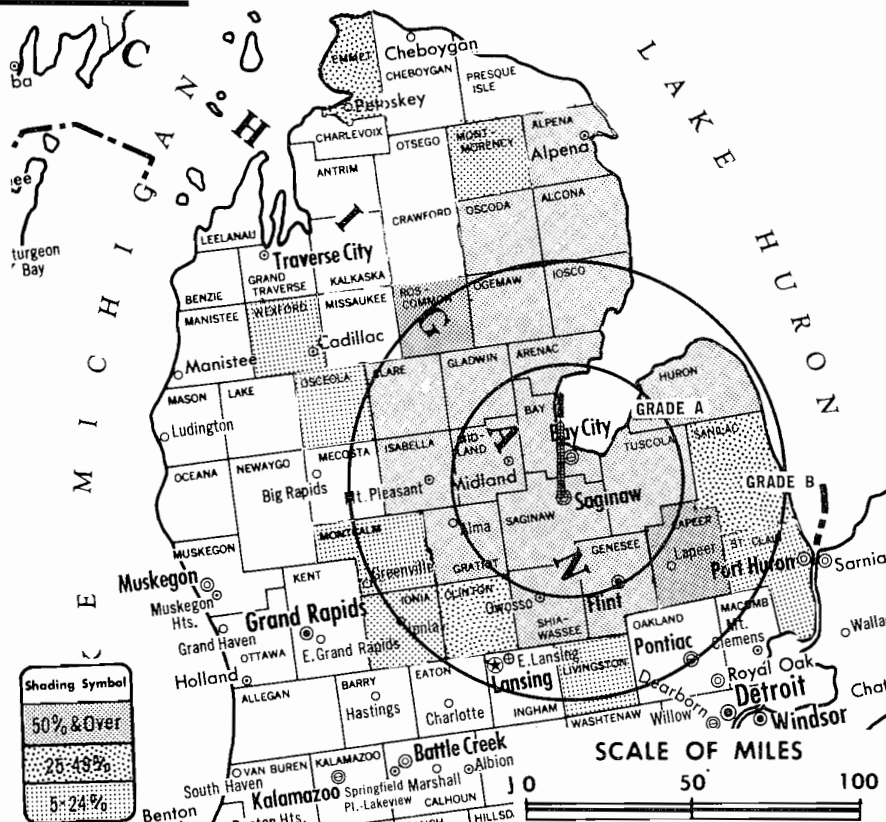 C
ba
ee
Sturgeon
Bay
LAKE
HURON
MICHIGAN
EMMET
Cheboygan
CHEBOYGAN
PRESQUE
ISLE
Petoskey
CHARLEVOIX
OTSEGO
MONT-
MORENCY
ALPENA
Alpena
ANTRIM
CRAWFORD
OSCODA
ALCONA
LEELANAU
Traverse City
BENZIE
GRAND
TRAVERSE
KALKASKA
MANISTEE
WEXFORD
MISSAUKEE
ROS-
COMMON
OGEMAW
IOSCO
Cadillac
Manistee
MASON
LAKE
OSCEOLA
CLARE
GLADWIN
ARENAC
HURON
Ludington
BAY
GRADE A
Bay City
OCEANA
NEWAYGO
MECOSTA
ISABELLA
MID-
LAND
TUSCOLA
SANILAC
Big Rapids
Mt. Pleasant
Midland
GRADE B
Saginaw
MUSKEGON
MONTCALM
Alma
SAGINAW
LAPEER
Muskegon
KENT
Greenville
GRATIOT
GENESEE
Lapeer
ST. CLAIR
Port Huron
Sarnia
Muskegon
Hts.
IONIA
CLINTON
Owosso
Flint
Grand Rapids
Ionia
SHIA-
WASSEE
OAKLAND
MACOMB
Grand Haven
E. Grand Rapids
Pontiac
Mt.
Clemens
Walla
OTTAWA
Holland
E. Lansing
Lansing
LIVINGSTON
Royal Oak
Dearborn
ALLEGAN
BARRY
EATON
Detroit
Chat
Hastings
Charlotte
INGHAM
WASHTENAW
Willow
Windsor
Shading Symbol
50% & Over
25-49%
5-24%
VAN BUREN
KALAMAZOO
Battle Creek
SCALE OF MILES
South Haven
Springfield
Marshall
Albion
Kalamazoo
Pl.-Lakeview
CALHOUN
0 50 100
Benton
Benton Hts.
HILLSD